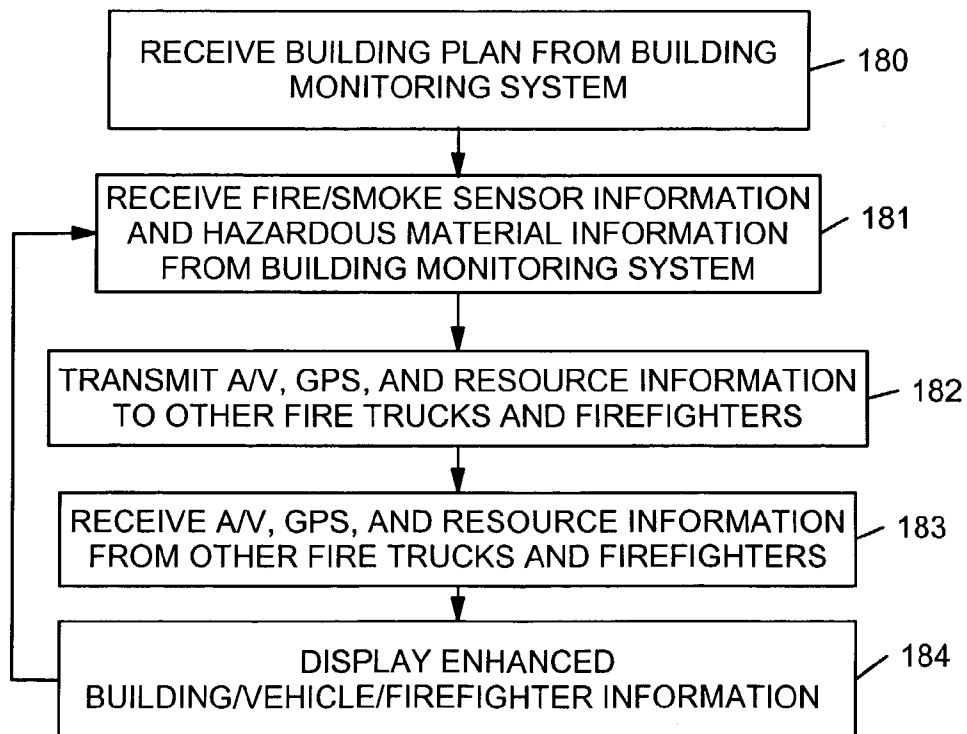 RECEIVE BUILDING PLAN FROM BUILDING
MONITORING SYSTEM
180
RECEIVE FIRE/SMOKE SENSOR INFORMATION
AND HAZARDOUS MATERIAL INFORMATION
FROM BUILDING MONITORING SYSTEM
181
TRANSMIT A/V, GPS, AND RESOURCE INFORMATION
TO OTHER FIRE TRUCKS AND FIREFIGHTERS
182
RECEIVE A/V, GPS, AND RESOURCE INFORMATION
FROM OTHER FIRE TRUCKS AND FIREFIGHTERS
183
DISPLAY ENHANCED
BUILDING/VEHICLE/FIREFIGHTER INFORMATION
184